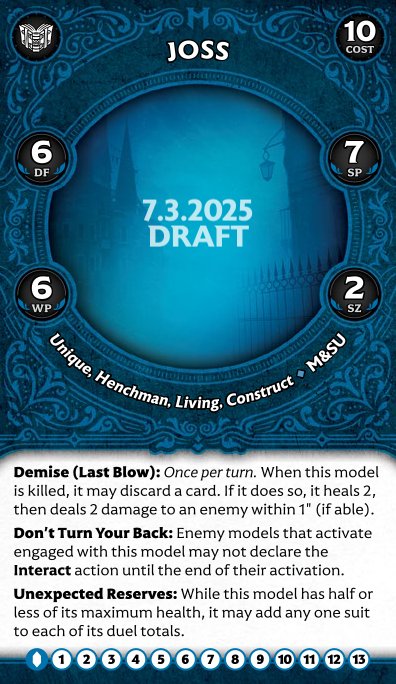 JOSS
10
COST
6
DF
7
SP
7.3.2025
DRAFT
6
WP
2
SZ
Unique, Henchman, Living, Construct ◆ M&SU
Demise (Last Blow): Once per turn. When this model
is killed, it may discard a card. If it does so, it heals 2,
then deals 2 damage to an enemy within 1" (if able).
Don't Turn Your Back: Enemy models that activate
engaged with this model may not declare the
Interact action until the end of their activation.
Unexpected Reserves: While this model has half or
less of its maximum health, it may add any one suit
to each of its duel totals.
1 2 3 4 5 6 7 8 9 10 11 12 13